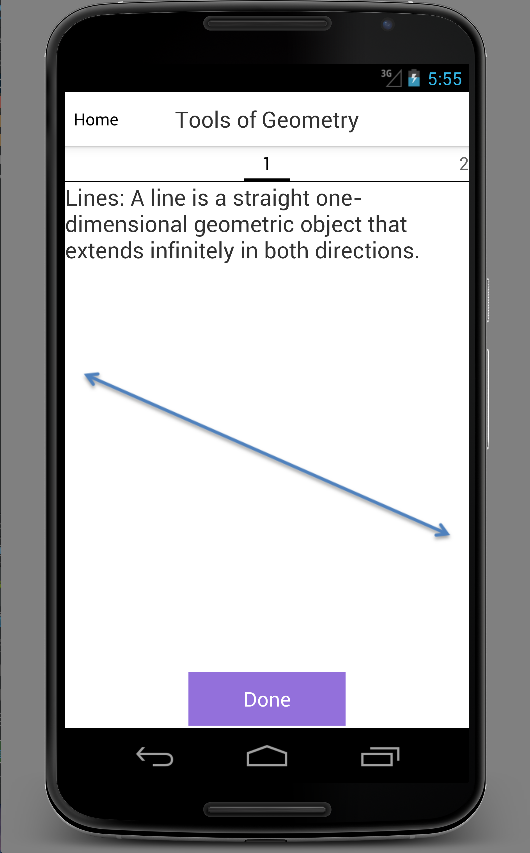 3G 5:55
Home Tools of Geometry
1 2
Lines: A line is a straight one-
dimensional geometric object that
extends infinitely in both directions.
Done